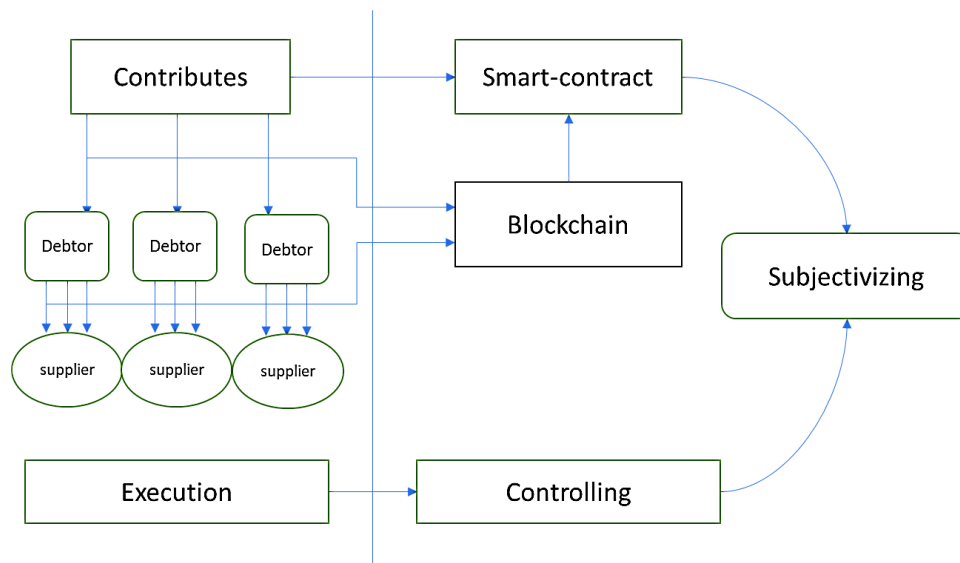 Contributes
Smart-contract
Debtor
Debtor
Debtor
Blockchain
Subjectivizing
supplier
supplier
supplier
Execution
Controlling